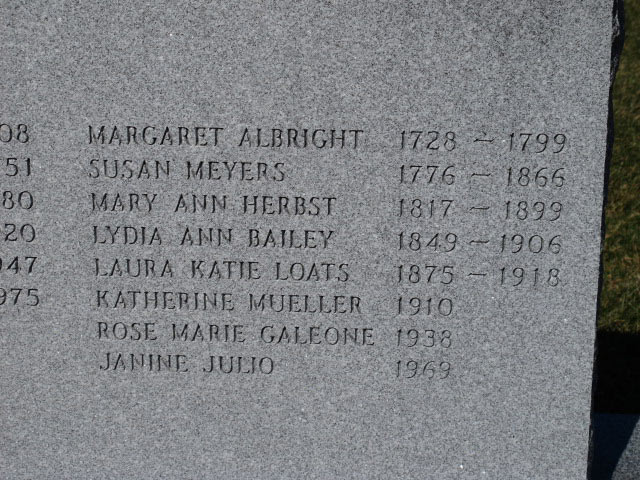 08 MARGARET ALBRIGHT 1728 - 1799
51 SUSAN MEYERS 1776 - 1866
80 MARY ANN HERBST 1817 - 1899
20 LYDIA ANN BAILEY 1849 - 1906
947 LAURA KATIE LOATS 1875 - 1918
975 KATHERINE MUELLER 1910
ROSE MARIE GALEONE 1938
JANINE JULIO 1969